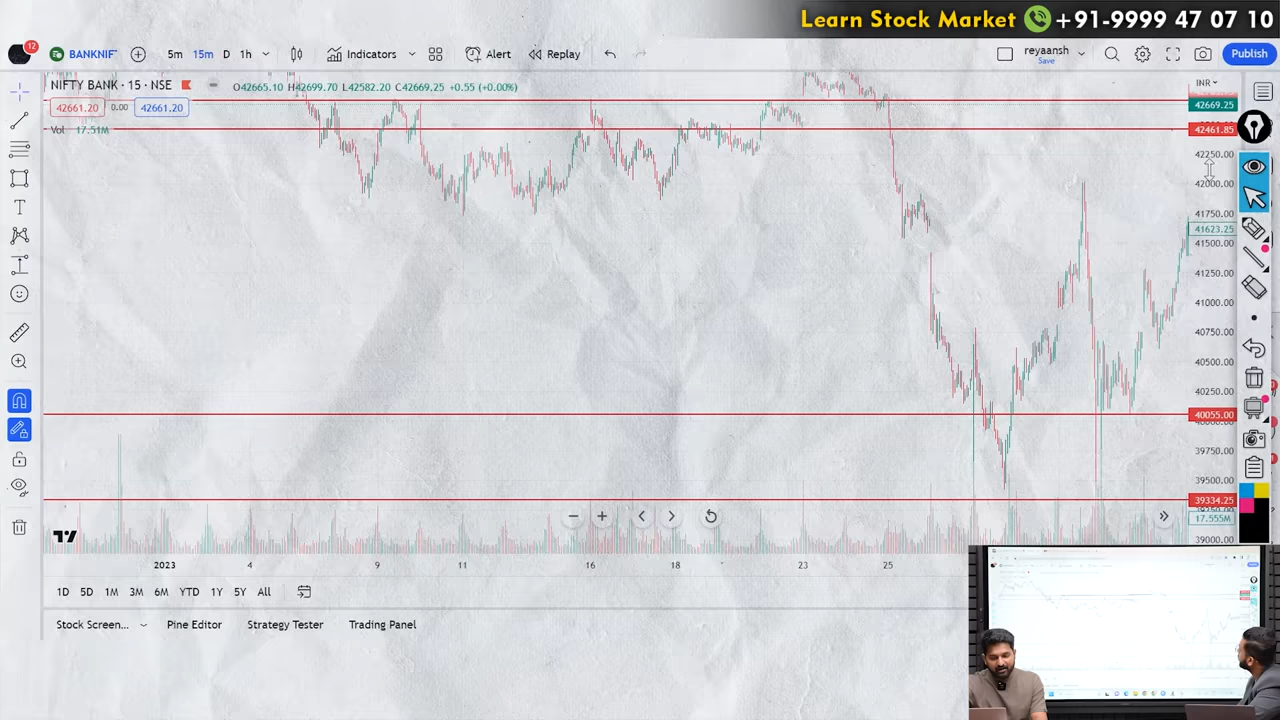 Learn Stock Market +91-9999 47 07 10
12
BANKNIF
5m 15m D 1h
Indicators
Alert
Replay
reyaansh
Save
Publish
NIFTY BANK · 15 · NSE
O42665.10 H42699.70 L42582.20 C42669.25 +0.55 (+0.00%)
INR
42661.20 0.00 42661.20
42669.25
Vol 17.51M
42461.85
42250.00
42000.00
41750.00
41623.25
41500.00
41250.00
41000.00
40750.00
40500.00
40250.00
40055.00
39750.00
39500.00
39334.25
17.555M
39000.00
2023 4 9 11 16 18 23 25
1D 5D 1M 3M 6M YTD 1Y 5Y All
Stock Screen... Pine Editor Strategy Tester Trading Panel